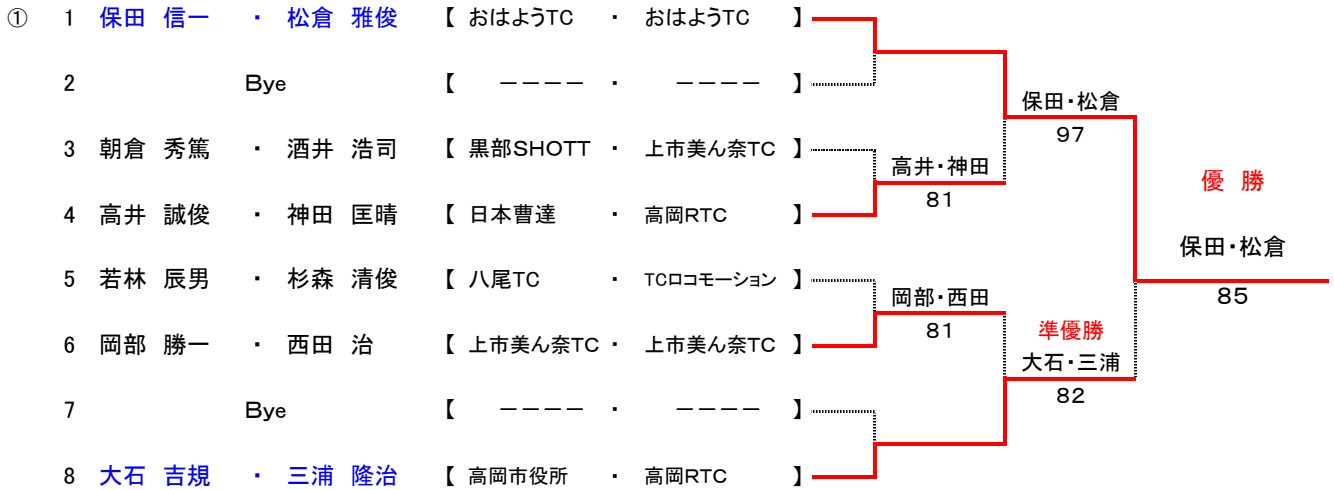 ① 1 保田 信一 ・ 松倉 雅俊 【 おはようTC ・ おはようTC 】
2 Bye 【 ーーーー ・ ーーーー 】
保田・松倉
97
3 朝倉 秀篤 ・ 酒井 浩司 【 黒部SHOTT ・ 上市美ん奈TC 】
高井・神田
81
優 勝
4 高井 誠俊 ・ 神田 匡晴 【 日本曹達 ・ 高岡RTC 】
保田・松倉
85
5 若林 辰男 ・ 杉森 清俊 【 八尾TC ・ TCロコモーション 】
岡部・西田
81
準優勝
6 岡部 勝一 ・ 西田 治 【 上市美ん奈TC ・ 上市美ん奈TC 】
大石・三浦
82
7 Bye 【 ーーーー ・ ーーーー 】
8 大石 吉規 ・ 三浦 隆治 【 高岡市役所 ・ 高岡RTC 】